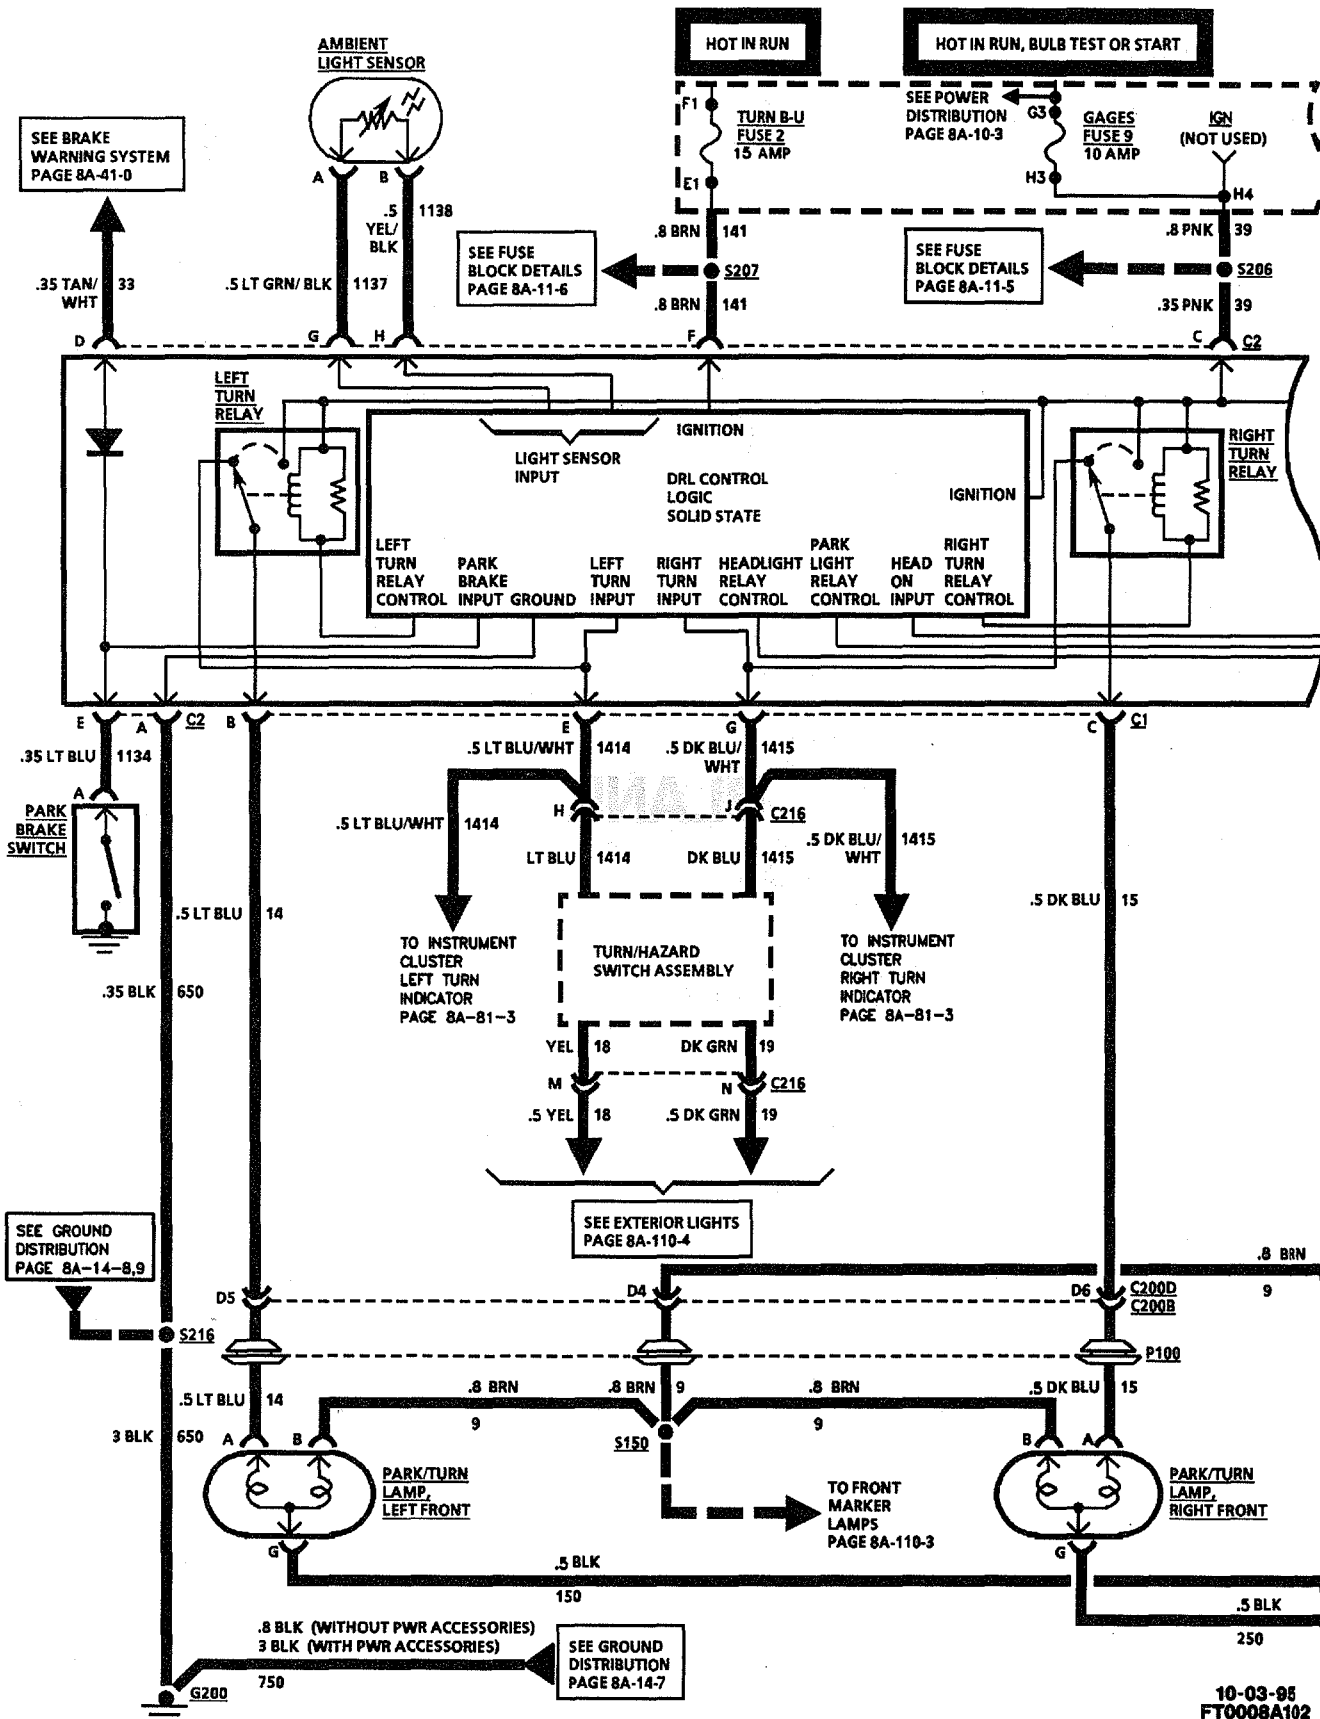 HOT IN RUN
HOT IN RUN, BULB TEST OR START
AMBIENT
LIGHT SENSOR
SEE BRAKE
WARNING SYSTEM
PAGE 8A-41-0
A
B
F1
TURN B-U
FUSE 2
15 AMP
E1
SEE POWER
DISTRIBUTION
PAGE 8A-10-3
G3
GAGES
FUSE 9
10 AMP
H3
IGN
(NOT USED)
H4
.35 TAN/
WHT
33
.5 LT GRN/BLK
1137
.5
YEL/
BLK
1138
SEE FUSE
BLOCK DETAILS
PAGE 8A-11-6
.8 BRN
141
S207
.8 BRN
141
SEE FUSE
BLOCK DETAILS
PAGE 8A-11-5
.8 PNK
39
S206
.35 PNK
39
D
G
H
F
C
C2
LEFT
TURN
RELAY
IGNITION
LIGHT SENSOR
INPUT
DRL CONTROL
LOGIC
SOLID STATE
IGNITION
RIGHT
TURN
RELAY
LEFT
TURN
RELAY
CONTROL
PARK
BRAKE
INPUT
GROUND
LEFT
TURN
INPUT
RIGHT
TURN
INPUT
HEADLIGHT
RELAY
CONTROL
PARK
LIGHT
RELAY
CONTROL
HEAD
ON
INPUT
RIGHT
TURN
RELAY
CONTROL
E
A
C2
B
E
G
C
C1
.35 LT BLU
1134
A
PARK
BRAKE
SWITCH
.5 LT BLU/WHT
1414
.5 DK BLU/
WHT
1415
H
J
C216
.5 LT BLU/WHT
1414
LT BLU
1414
DK BLU
1415
.5 DK BLU/
WHT
1415
.5 LT BLU
14
.5 DK BLU
15
TO INSTRUMENT
CLUSTER
LEFT TURN
INDICATOR
PAGE 8A-81-3
TURN/HAZARD
SWITCH ASSEMBLY
TO INSTRUMENT
CLUSTER
RIGHT TURN
INDICATOR
PAGE 8A-81-3
.35 BLK
650
YEL
18
DK GRN
19
M
N
C216
.5 YEL
18
.5 DK GRN
19
SEE EXTERIOR LIGHTS
PAGE 8A-110-4
SEE GROUND
DISTRIBUTION
PAGE 8A-14-8,9
.8 BRN
9
D5
D4
D6
C200D
C200B
S216
P100
.5 LT BLU
14
.8 BRN
9
.8 BRN
9
.8 BRN
9
.5 DK BLU
15
3 BLK
650
A
B
S150
B
A
PARK/TURN
LAMP,
LEFT FRONT
TO FRONT
MARKER
LAMPS
PAGE 8A-110-3
PARK/TURN
LAMP,
RIGHT FRONT
G
G
.5 BLK
150
.5 BLK
250
.8 BLK (WITHOUT PWR ACCESSORIES)
3 BLK (WITH PWR ACCESSORIES)
750
SEE GROUND
DISTRIBUTION
PAGE 8A-14-7
G200
10-03-95
FT0008A102